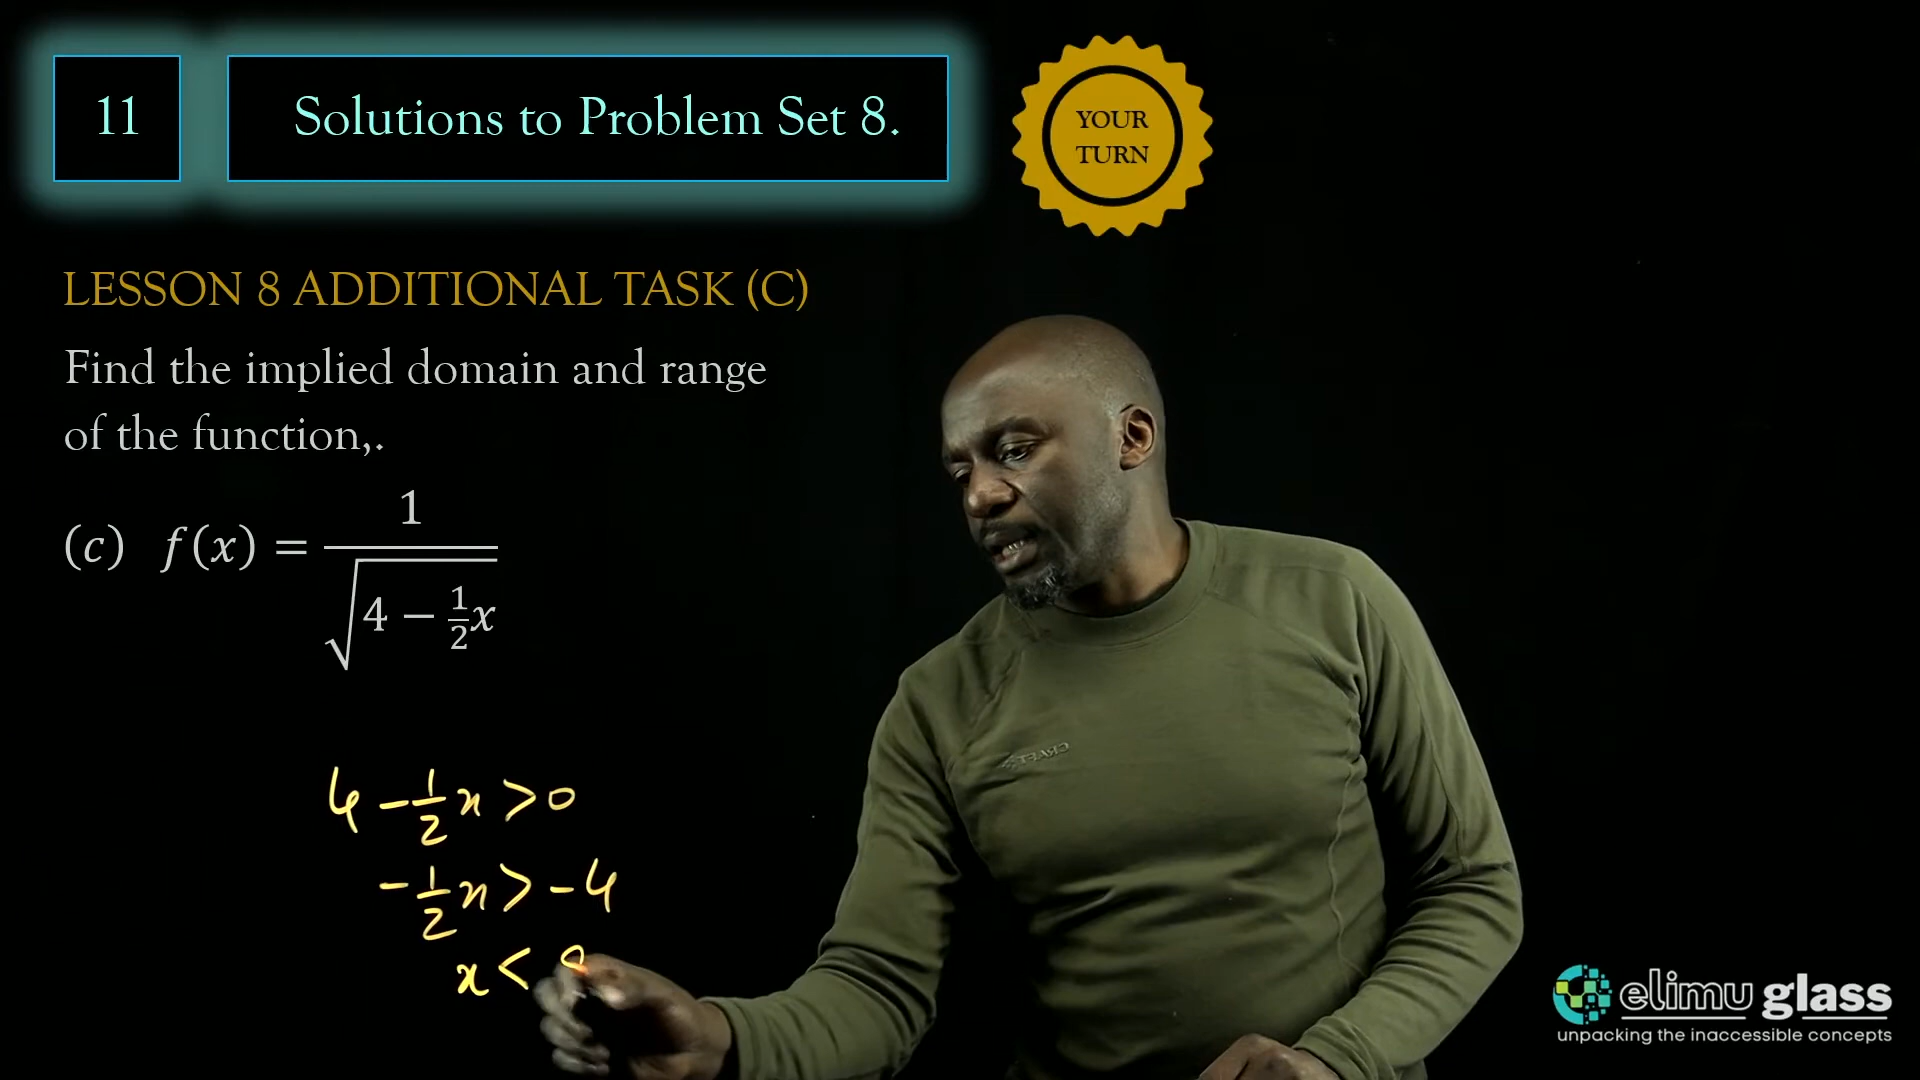 11
Solutions to Problem Set 8.
YOUR
TURN
LESSON 8 ADDITIONAL TASK (C)
Find the implied domain and range
of the function,.
(c) f(x) = 1 / √(4 − ½x)
4 − ½x > 0
−½x > −4
x < 8
CRAFT
elimu glass
unpacking the inaccessible concepts